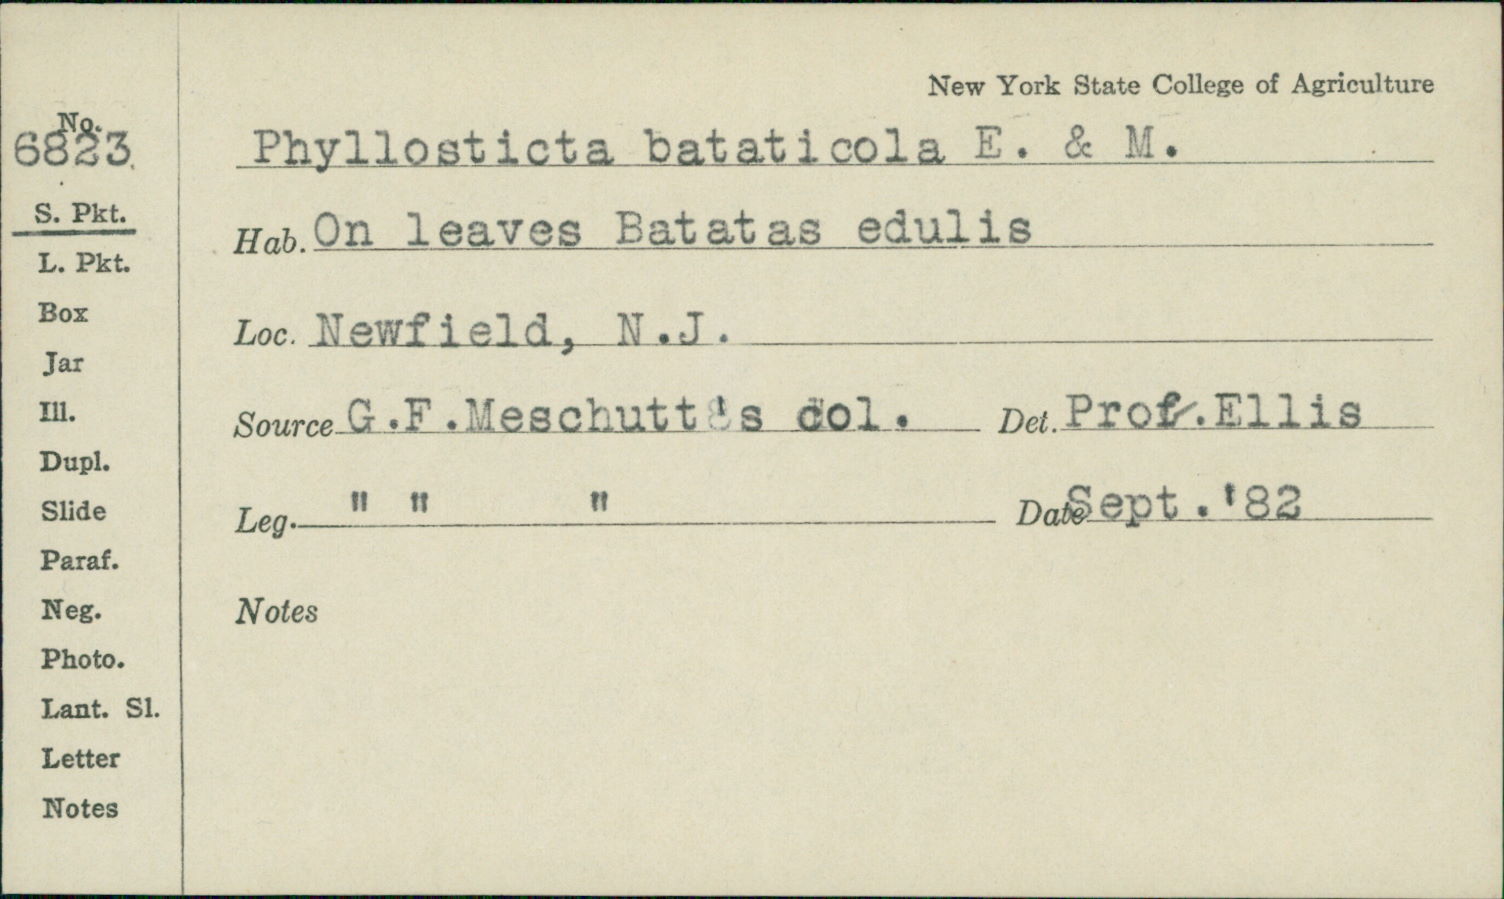 New York State College of Agriculture
No.
6823.
S. Pkt.
L. Pkt.
Box
Jar
Ill.
Dupl.
Slide
Paraf.
Neg.
Photo.
Lant. Sl.
Letter
Notes
Phyllosticta bataticola E. & M.
Hab. On leaves Batatas edulis
Loc. Newfield, N.J.
Source G.F.Meschutt's col. Det. Prof.Ellis
Leg. " " " Date Sept.'82
Notes